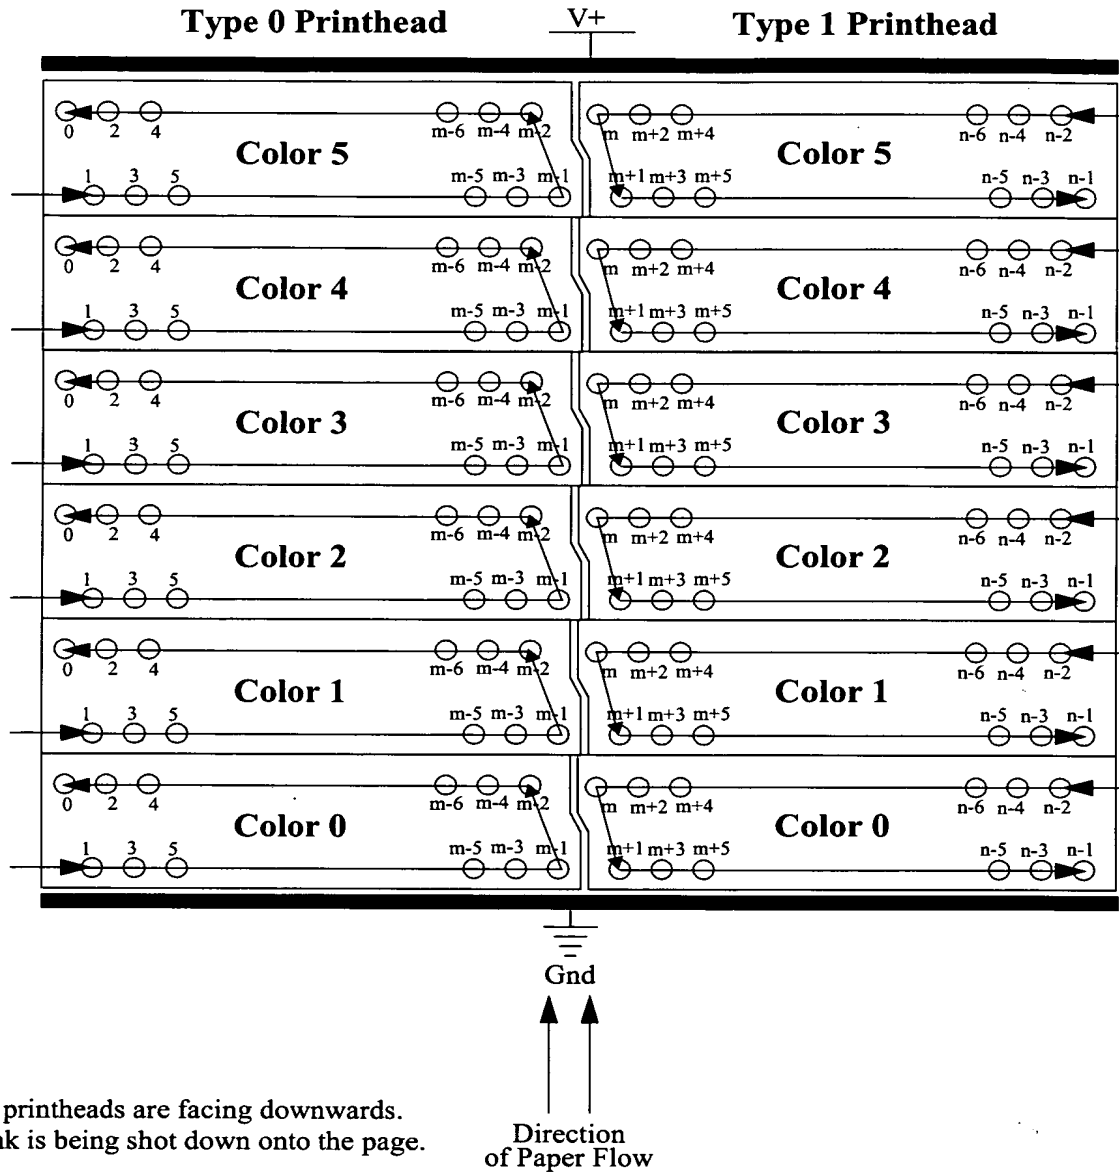 Type 0 Printhead V+ Type 1 Printhead
0 2 4 m-6 m-4 m-2 m m+2 m+4 n-6 n-4 n-2
Color 5 Color 5
1 3 5 m-5 m-3 m-1 m+1 m+3 m+5 n-5 n-3 n-1
0 2 4 m-6 m-4 m-2 m m+2 m+4 n-6 n-4 n-2
Color 4 Color 4
1 3 5 m-5 m-3 m-1 m+1 m+3 m+5 n-5 n-3 n-1
0 2 4 m-6 m-4 m-2 m m+2 m+4 n-6 n-4 n-2
Color 3 Color 3
1 3 5 m-5 m-3 m-1 m+1 m+3 m+5 n-5 n-3 n-1
0 2 4 m-6 m-4 m-2 m m+2 m+4 n-6 n-4 n-2
Color 2 Color 2
1 3 5 m-5 m-3 m-1 m+1 m+3 m+5 n-5 n-3 n-1
0 2 4 m-6 m-4 m-2 m m+2 m+4 n-6 n-4 n-2
Color 1 Color 1
1 3 5 m-5 m-3 m-1 m+1 m+3 m+5 n-5 n-3 n-1
0 2 4 m-6 m-4 m-2 m m+2 m+4 n-6 n-4 n-2
Color 0 Color 0
1 3 5 m-5 m-3 m-1 m+1 m+3 m+5 n-5 n-3 n-1
Gnd
printheads are facing downwards.
is being shot down onto the page.
Direction
of Paper Flow